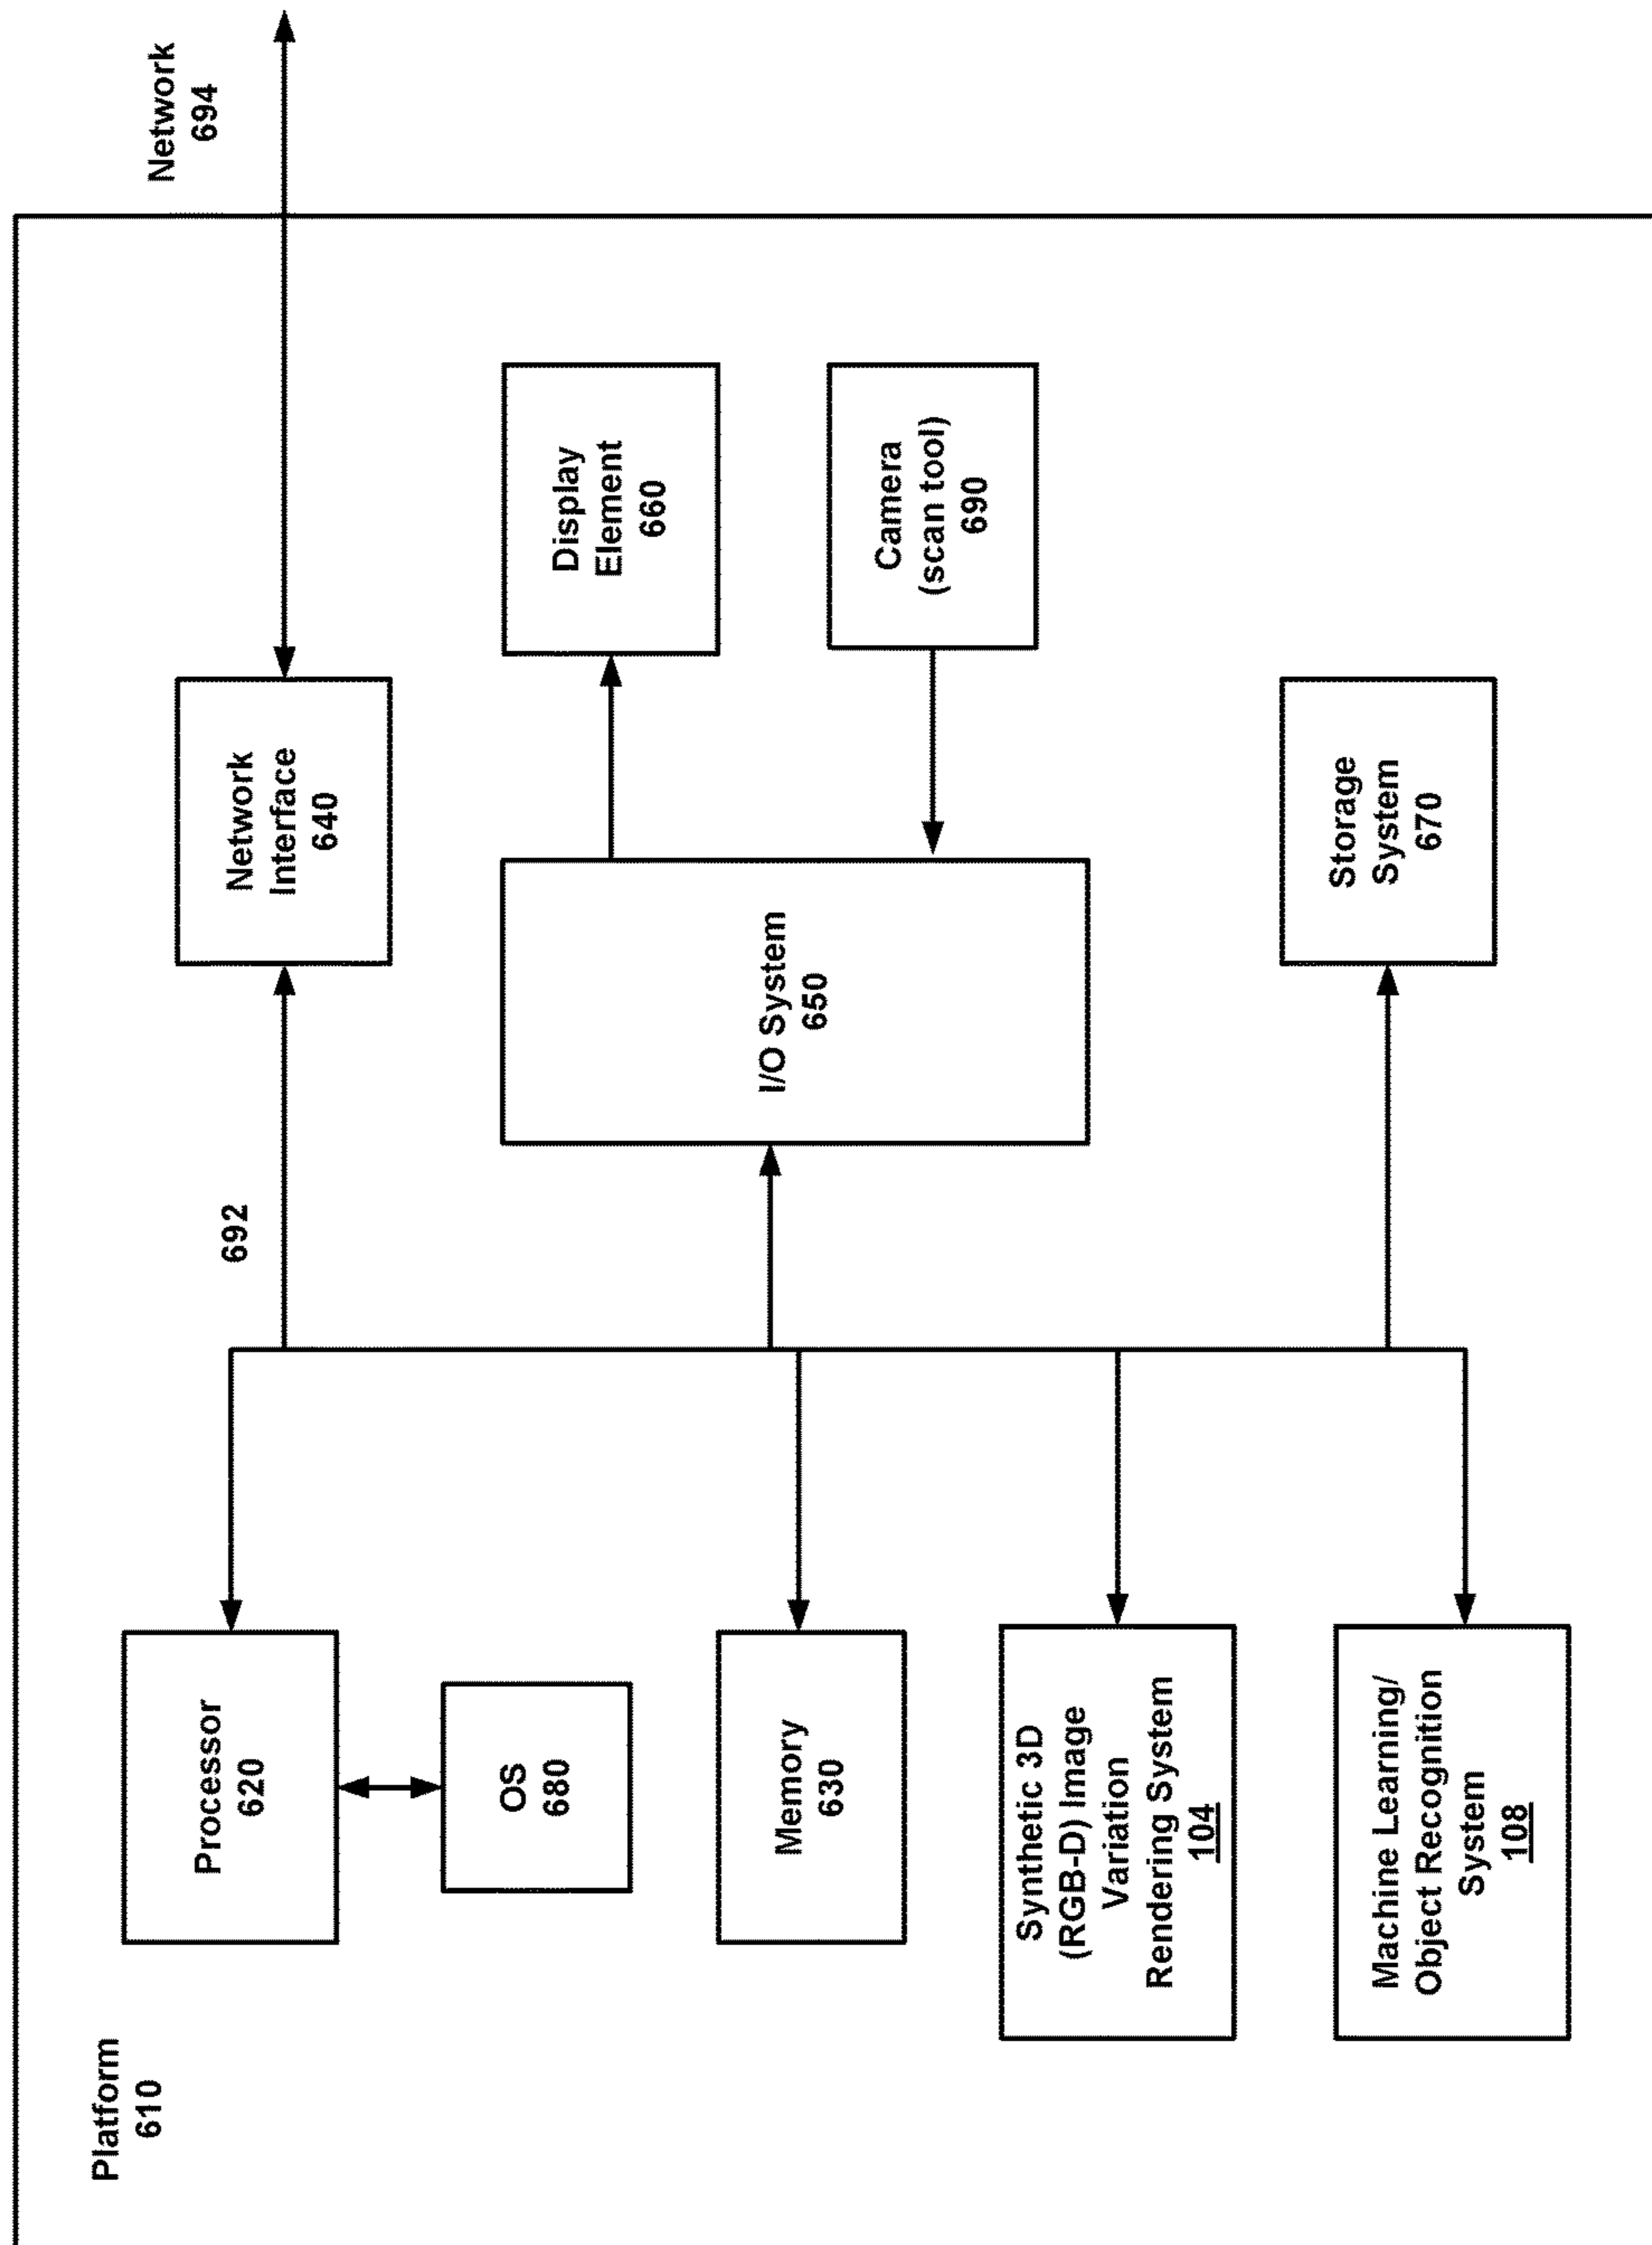 Platform
610
Processor
620
OS
680
Memory
630
Synthetic 3D
(RGB-D) Image
Variation
Rendering System
104
Machine Learning/
Object Recognition
System
108
692
Network
Interface
640
I/O System
650
Storage
System
670
Display
Element
660
Camera
(scan tool)
690
Network
694